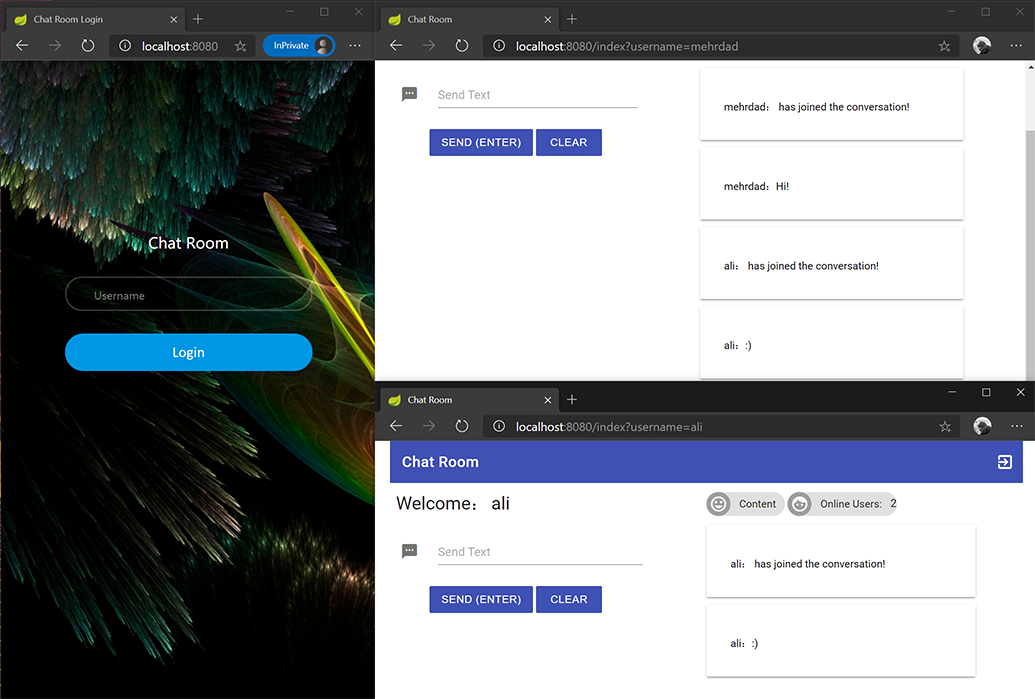 Chat Room Login
localhost:8080
InPrivate
Chat Room
Username
Login
Chat Room
localhost:8080/index?username=mehrdad
Send Text
SEND (ENTER)
CLEAR
mehrdad： has joined the conversation!
mehrdad：Hi!
ali： has joined the conversation!
ali：:)
Chat Room
localhost:8080/index?username=ali
Chat Room
Welcome： ali
Content
Online Users: 2
Send Text
SEND (ENTER)
CLEAR
ali： has joined the conversation!
ali：:)